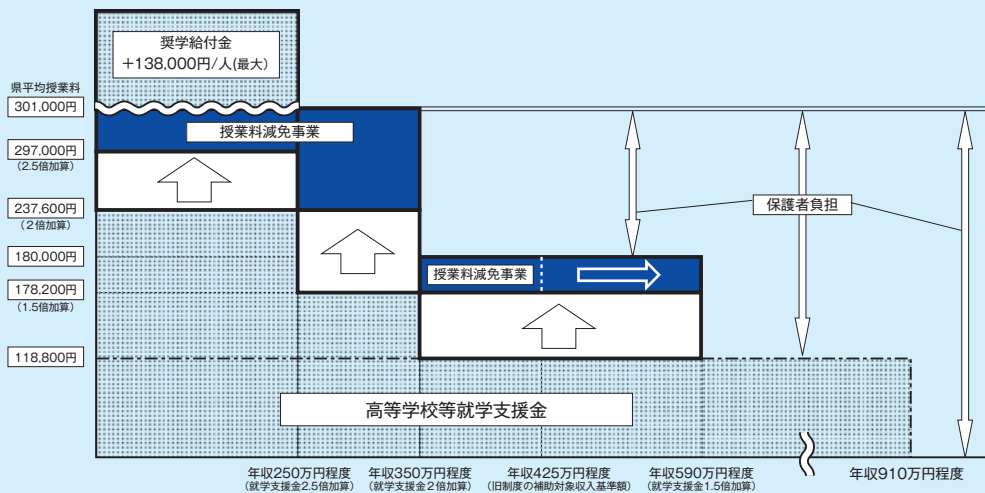 奨学給付金
+138,000円/人(最大)
県平均授業料
301,000円
授業料減免事業
297,000円
(2.5倍加算)
237,600円
(2倍加算)
保護者負担
180,000円
授業料減免事業
178,200円
(1.5倍加算)
118,800円
高等学校等就学支援金
年収250万円程度
(就学支援金2.5倍加算)
年収350万円程度
(就学支援金2倍加算)
年収425万円程度
(旧制度の補助対象収入基準額)
年収590万円程度
(就学支援金1.5倍加算)
年収910万円程度